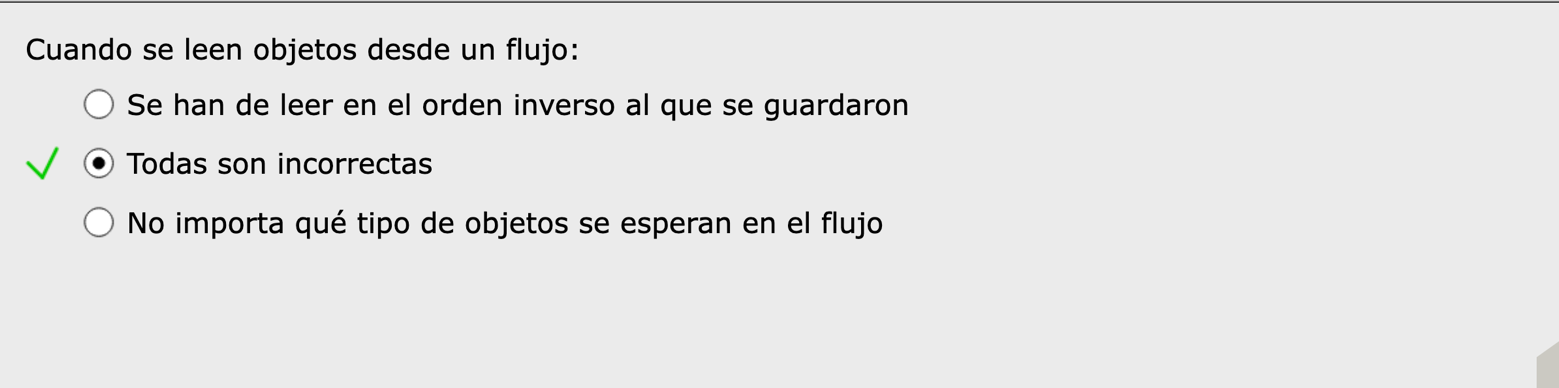 Cuando se leen objetos desde un flujo:
Se han de leer en el orden inverso al que se guardaron
Todas son incorrectas
No importa qué tipo de objetos se esperan en el flujo